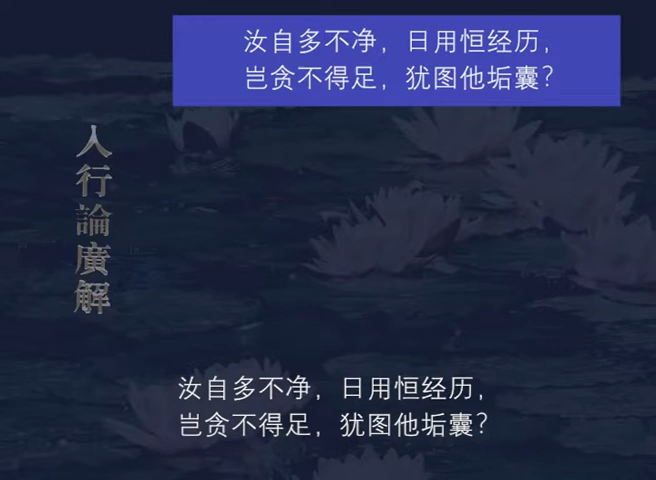 汝自多不净，日用恒经历，
岂贪不得足，犹图他垢囊？
入行論廣解
汝自多不净，日用恒经历，
岂贪不得足，犹图他垢囊？